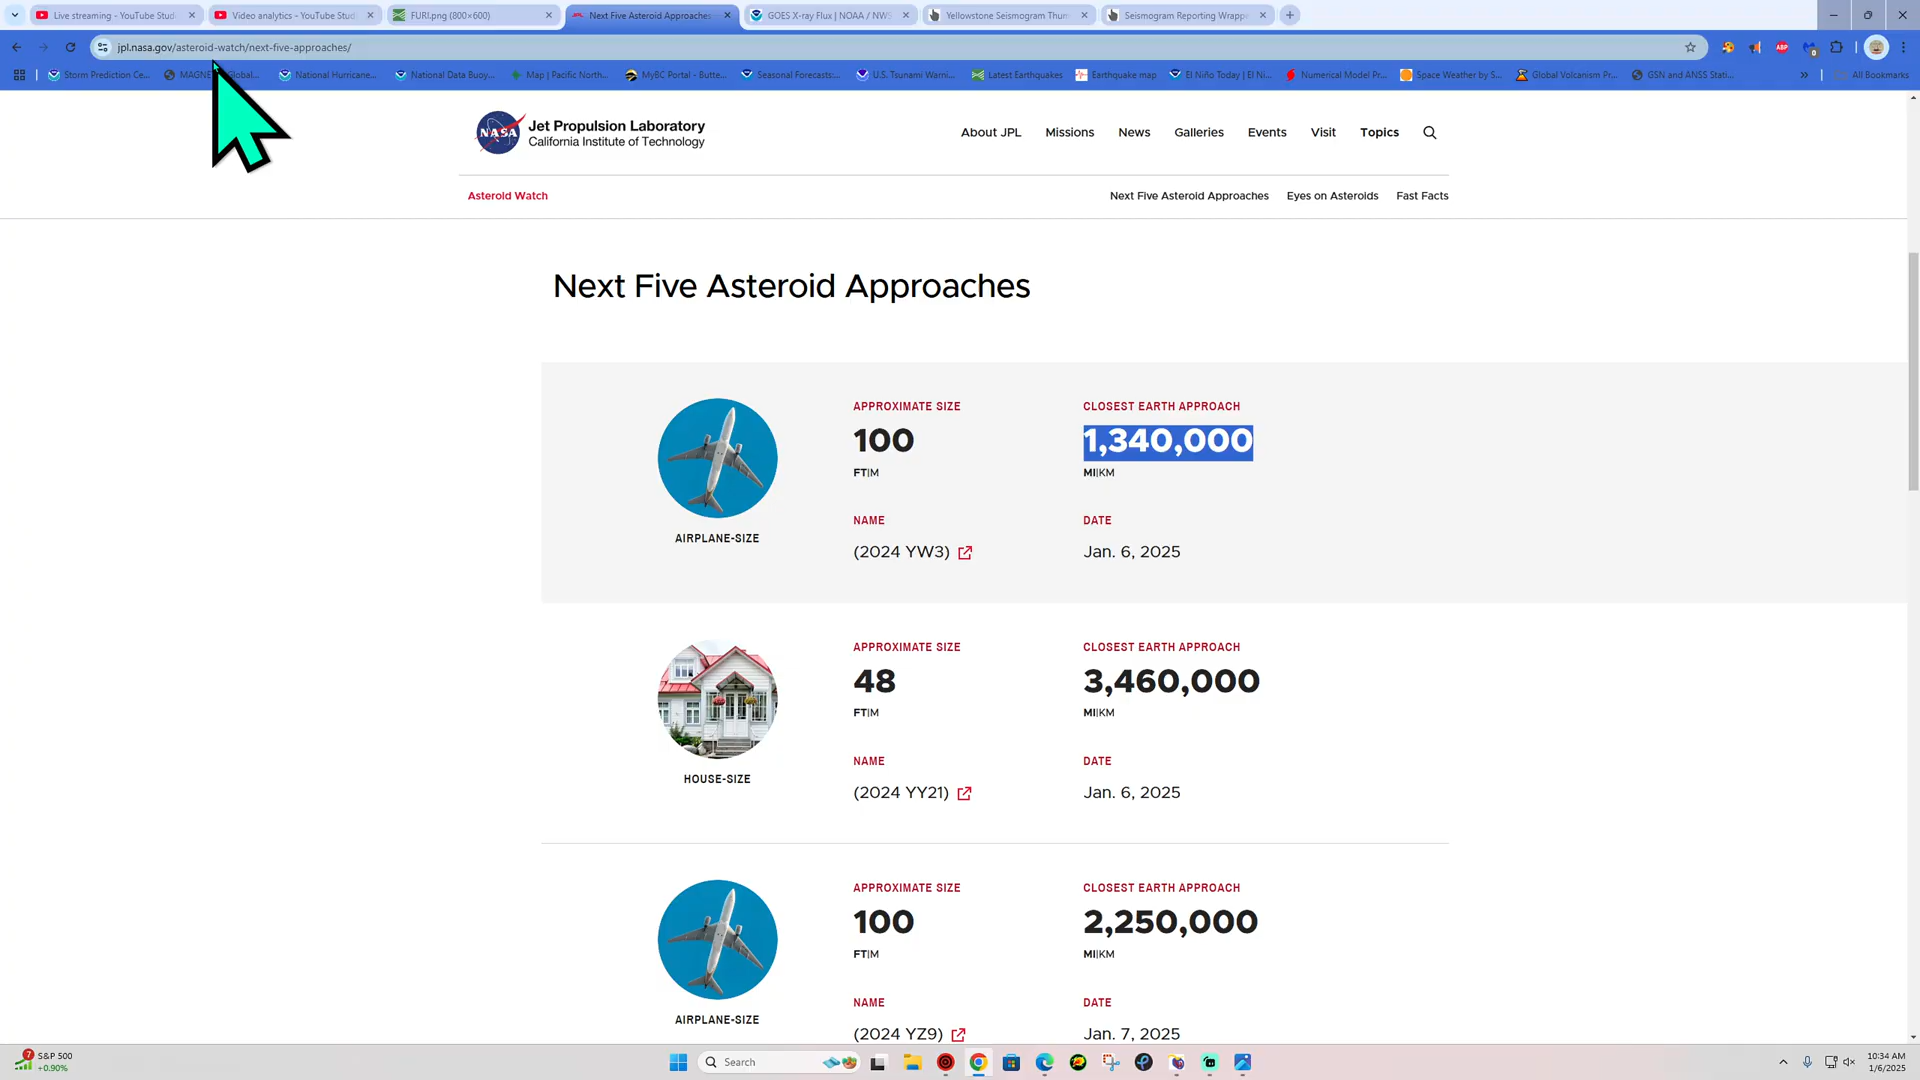 Live streaming - YouTube Stud
Video analytics - YouTube Stud
FURI.png (800×600)
Next Five Asteroid Approaches
GOES X-ray Flux | NOAA / NWS
Yellowstone Seismogram Thum
Seismogram Reporting Wrapp
jpl.nasa.gov/asteroid-watch/next-five-approaches/
Storm Prediction Ce...
National Hurricane...
National Data Buoy...
Map | Pacific North...
MyBC Portal - Butte...
Seasonal Forecasts:...
U.S. Tsunami Warni...
Latest Earthquakes
Earthquake map
El Niño Today | El Ni...
Numerical Model Pr...
Space Weather by S...
Global Volcanism Pr...
GSN and ANSS Stati...
All Bookmarks
NASA
Jet Propulsion Laboratory
California Institute of Technology
About JPL
Missions
News
Galleries
Events
Visit
Topics
Asteroid Watch
Next Five Asteroid Approaches
Eyes on Asteroids
Fast Facts
Next Five Asteroid Approaches
APPROXIMATE SIZE
CLOSEST EARTH APPROACH
100
1,340,000
FT|M
MI|KM
NAME
DATE
AIRPLANE-SIZE
(2024 YW3)
Jan. 6, 2025
APPROXIMATE SIZE
CLOSEST EARTH APPROACH
48
3,460,000
FT|M
MI|KM
NAME
DATE
HOUSE-SIZE
(2024 YY21)
Jan. 6, 2025
APPROXIMATE SIZE
CLOSEST EARTH APPROACH
100
2,250,000
FT|M
MI|KM
NAME
DATE
AIRPLANE-SIZE
(2024 YZ9)
Jan. 7, 2025
S&P 500
+0.90%
Search
10:34 AM
1/6/2025